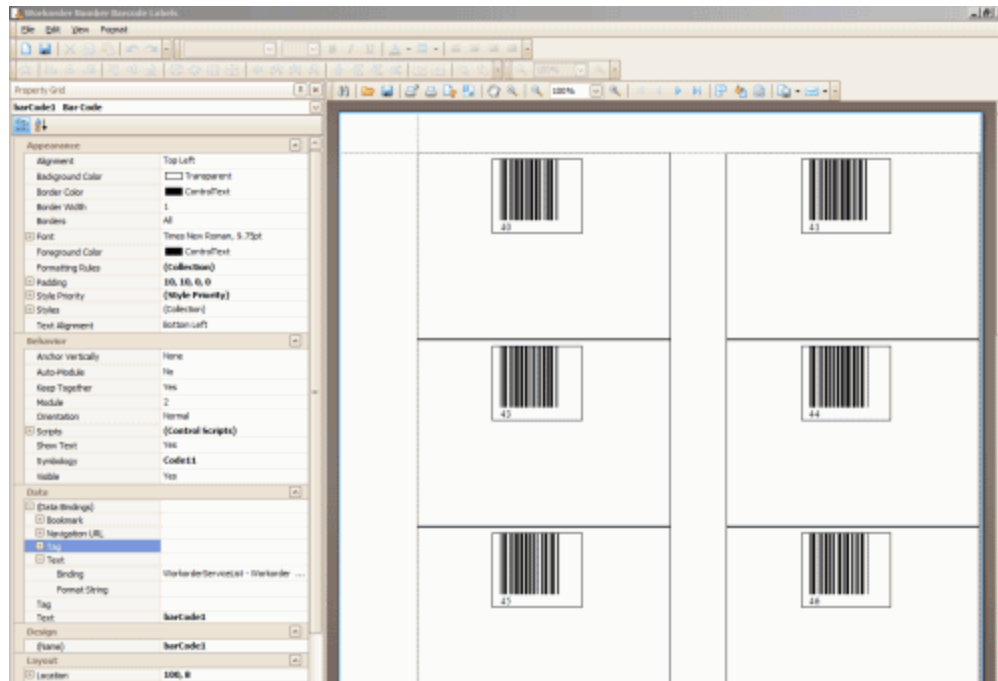 Workorder Number Barcode Labels
File Edit View Format
100%
Property Grid
100%
barCode1 Bar Code
Appearance
Alignment Top Left
Background Color Transparent
Border Color ControlText
Border Width 1
Borders All
Font Times New Roman, 9.75pt
Foreground Color ControlText
Formatting Rules (Collection)
Padding 10, 10, 0, 0
Style Priority (Style Priority)
Styles (Collection)
Text Alignment Bottom Left
Behavior
Anchor Vertically None
Auto-Module No
Keep Together Yes
Module 2
Orientation Normal
Scripts (Control Scripts)
Show Text Yes
Symbology Code11
Visible Yes
Data
(Data Bindings)
Bookmark
Navigation URL
Tag
Text
Binding WorkorderServiceList - Workorder ...
Format String
Tag
Text barCode1
Design
(Name) barCode1
Layout
Location 100, 8
40
41
43
44
45
46